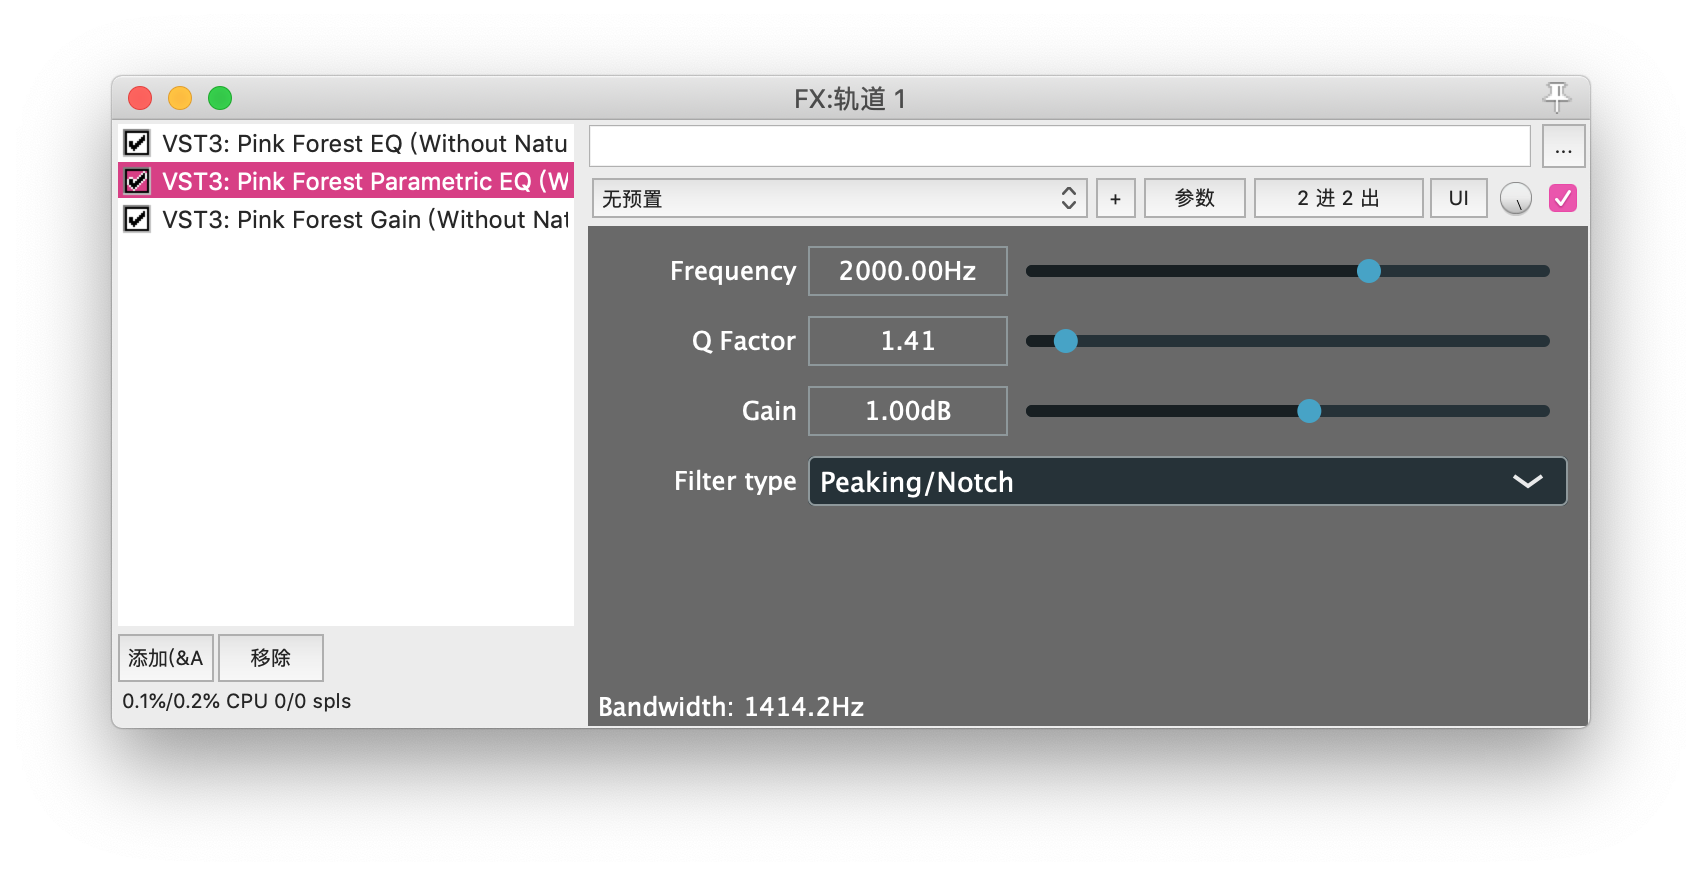 FX:轨道 1
VST3: Pink Forest EQ (Without Natu
VST3: Pink Forest Parametric EQ (W
VST3: Pink Forest Gain (Without Nat
...
无预置
+
参数
2 进 2 出
UI
Frequency 2000.00Hz
Q Factor 1.41
Gain 1.00dB
Filter type Peaking/Notch
Bandwidth: 1414.2Hz
添加(&A
移除
0.1%/0.2% CPU 0/0 spls